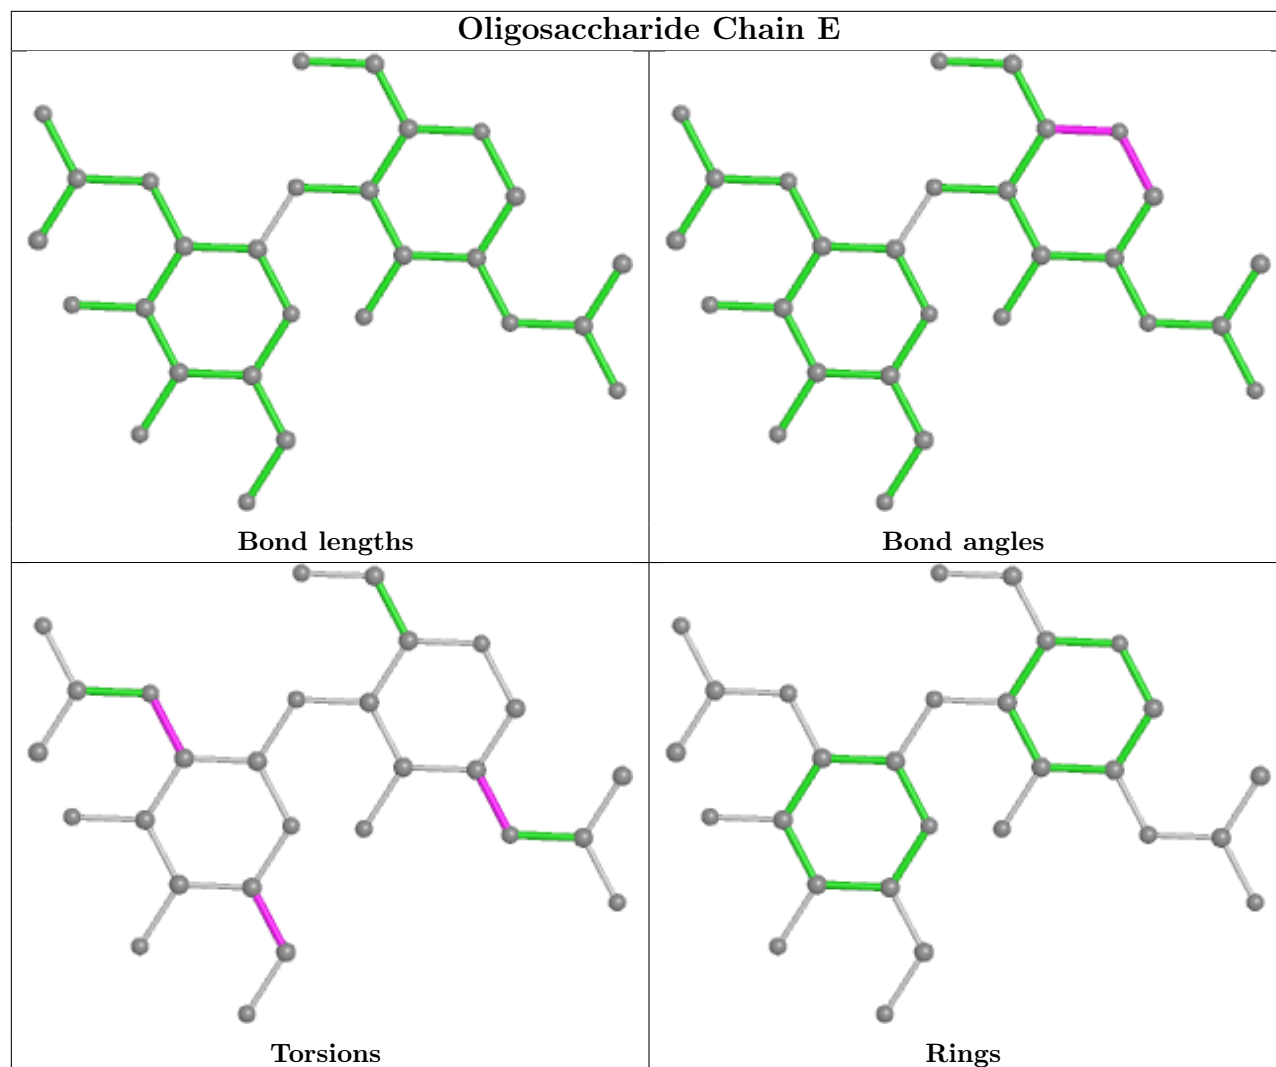 Oligosaccharide Chain E
Bond lengths
Bond angles
Torsions
Rings